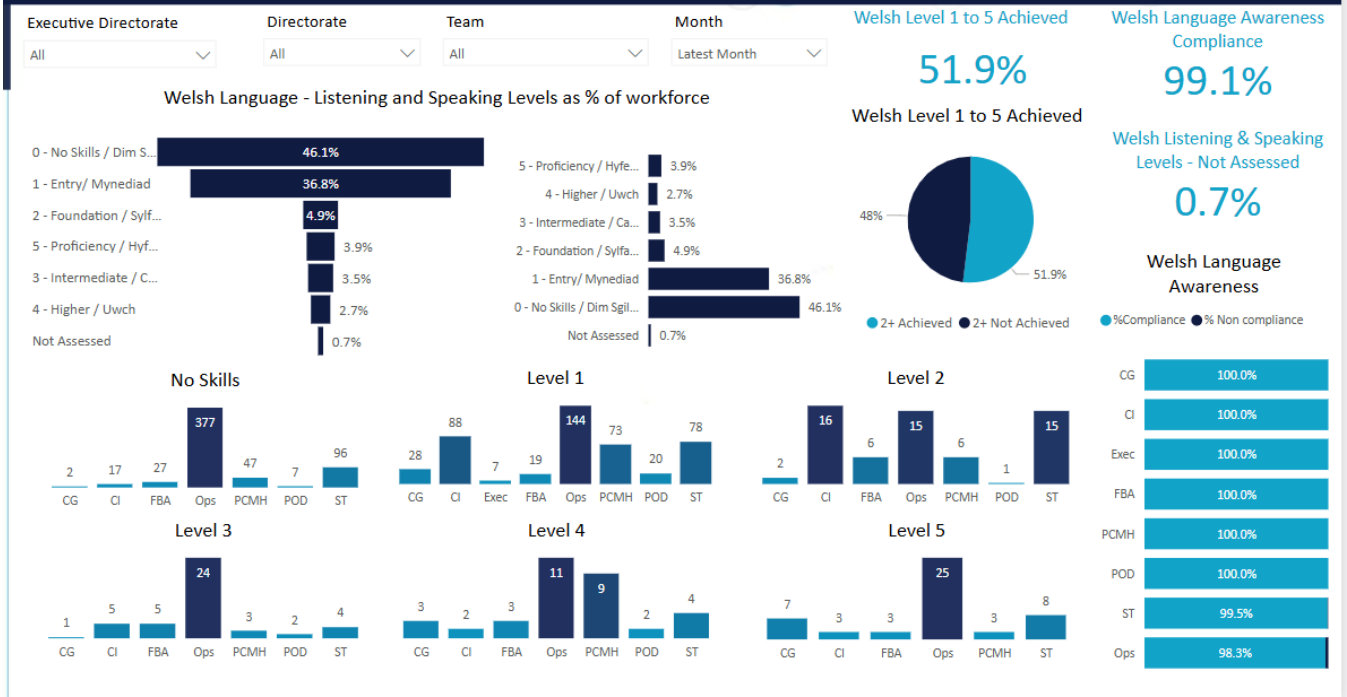 Executive Directorate
All
Directorate
All
Team
All
Month
Latest Month
Welsh Level 1 to 5 Achieved
51.9%
Welsh Language Awareness
Compliance
99.1%
Welsh Language - Listening and Speaking Levels as % of workforce
0 - No Skills / Dim S... 46.1%
1 - Entry/ Mynediad 36.8%
2 - Foundation / Sylf... 4.9%
5 - Proficiency / Hyf... 3.9%
3 - Intermediate / C... 3.5%
4 - Higher / Uwch 2.7%
Not Assessed 0.7%
5 - Proficiency / Hyfe... 3.9%
4 - Higher / Uwch 2.7%
3 - Intermediate / Ca... 3.5%
2 - Foundation / Sylfa... 4.9%
1 - Entry/ Mynediad 36.8%
0 - No Skills / Dim Sgil... 46.1%
Not Assessed 0.7%
Welsh Level 1 to 5 Achieved
48%
51.9%
2+ Achieved 2+ Not Achieved
Welsh Listening & Speaking
Levels - Not Assessed
0.7%
Welsh Language
Awareness
%Compliance % Non compliance
CG 100.0%
CI 100.0%
Exec 100.0%
FBA 100.0%
PCMH 100.0%
POD 100.0%
ST 99.5%
Ops 98.3%
No Skills
2 17 27 377 47 7 96
CG CI FBA Ops PCMH POD ST
Level 1
28 88 7 19 144 73 20 78
CG CI Exec FBA Ops PCMH POD ST
Level 2
2 16 6 15 6 1 15
CG CI FBA Ops PCMH POD ST
Level 3
1 5 5 24 3 2 4
CG CI FBA Ops PCMH POD ST
Level 4
3 2 3 11 9 2 4
CG CI FBA Ops PCMH POD ST
Level 5
7 3 3 25 3 8
CG CI FBA Ops PCMH ST